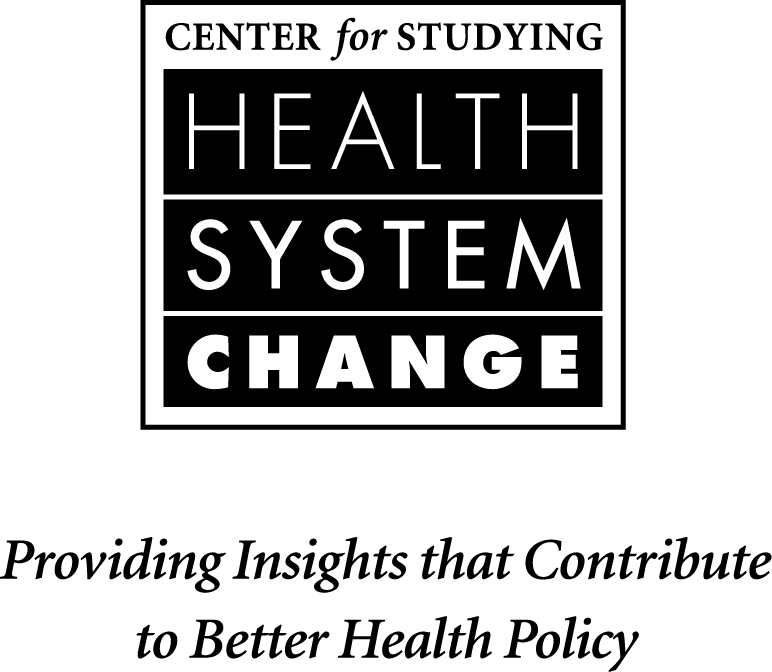 CENTER for STUDYING
HEALTH
SYSTEM
CHANGE
Providing Insights that Contribute
to Better Health Policy